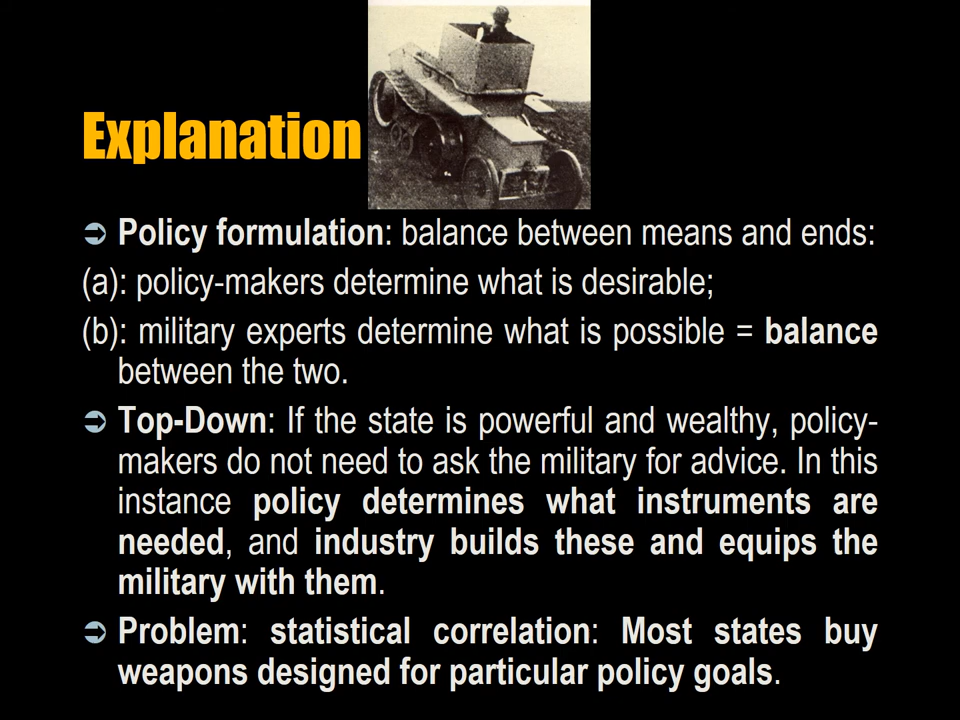 Explanation
➲ Policy formulation: balance between means and ends:
(a): policy-makers determine what is desirable;
(b): military experts determine what is possible = balance
between the two.
➲ Top-Down: If the state is powerful and wealthy, policy-
makers do not need to ask the military for advice. In this
instance policy determines what instruments are
needed, and industry builds these and equips the
military with them.
➲ Problem: statistical correlation: Most states buy
weapons designed for particular policy goals.